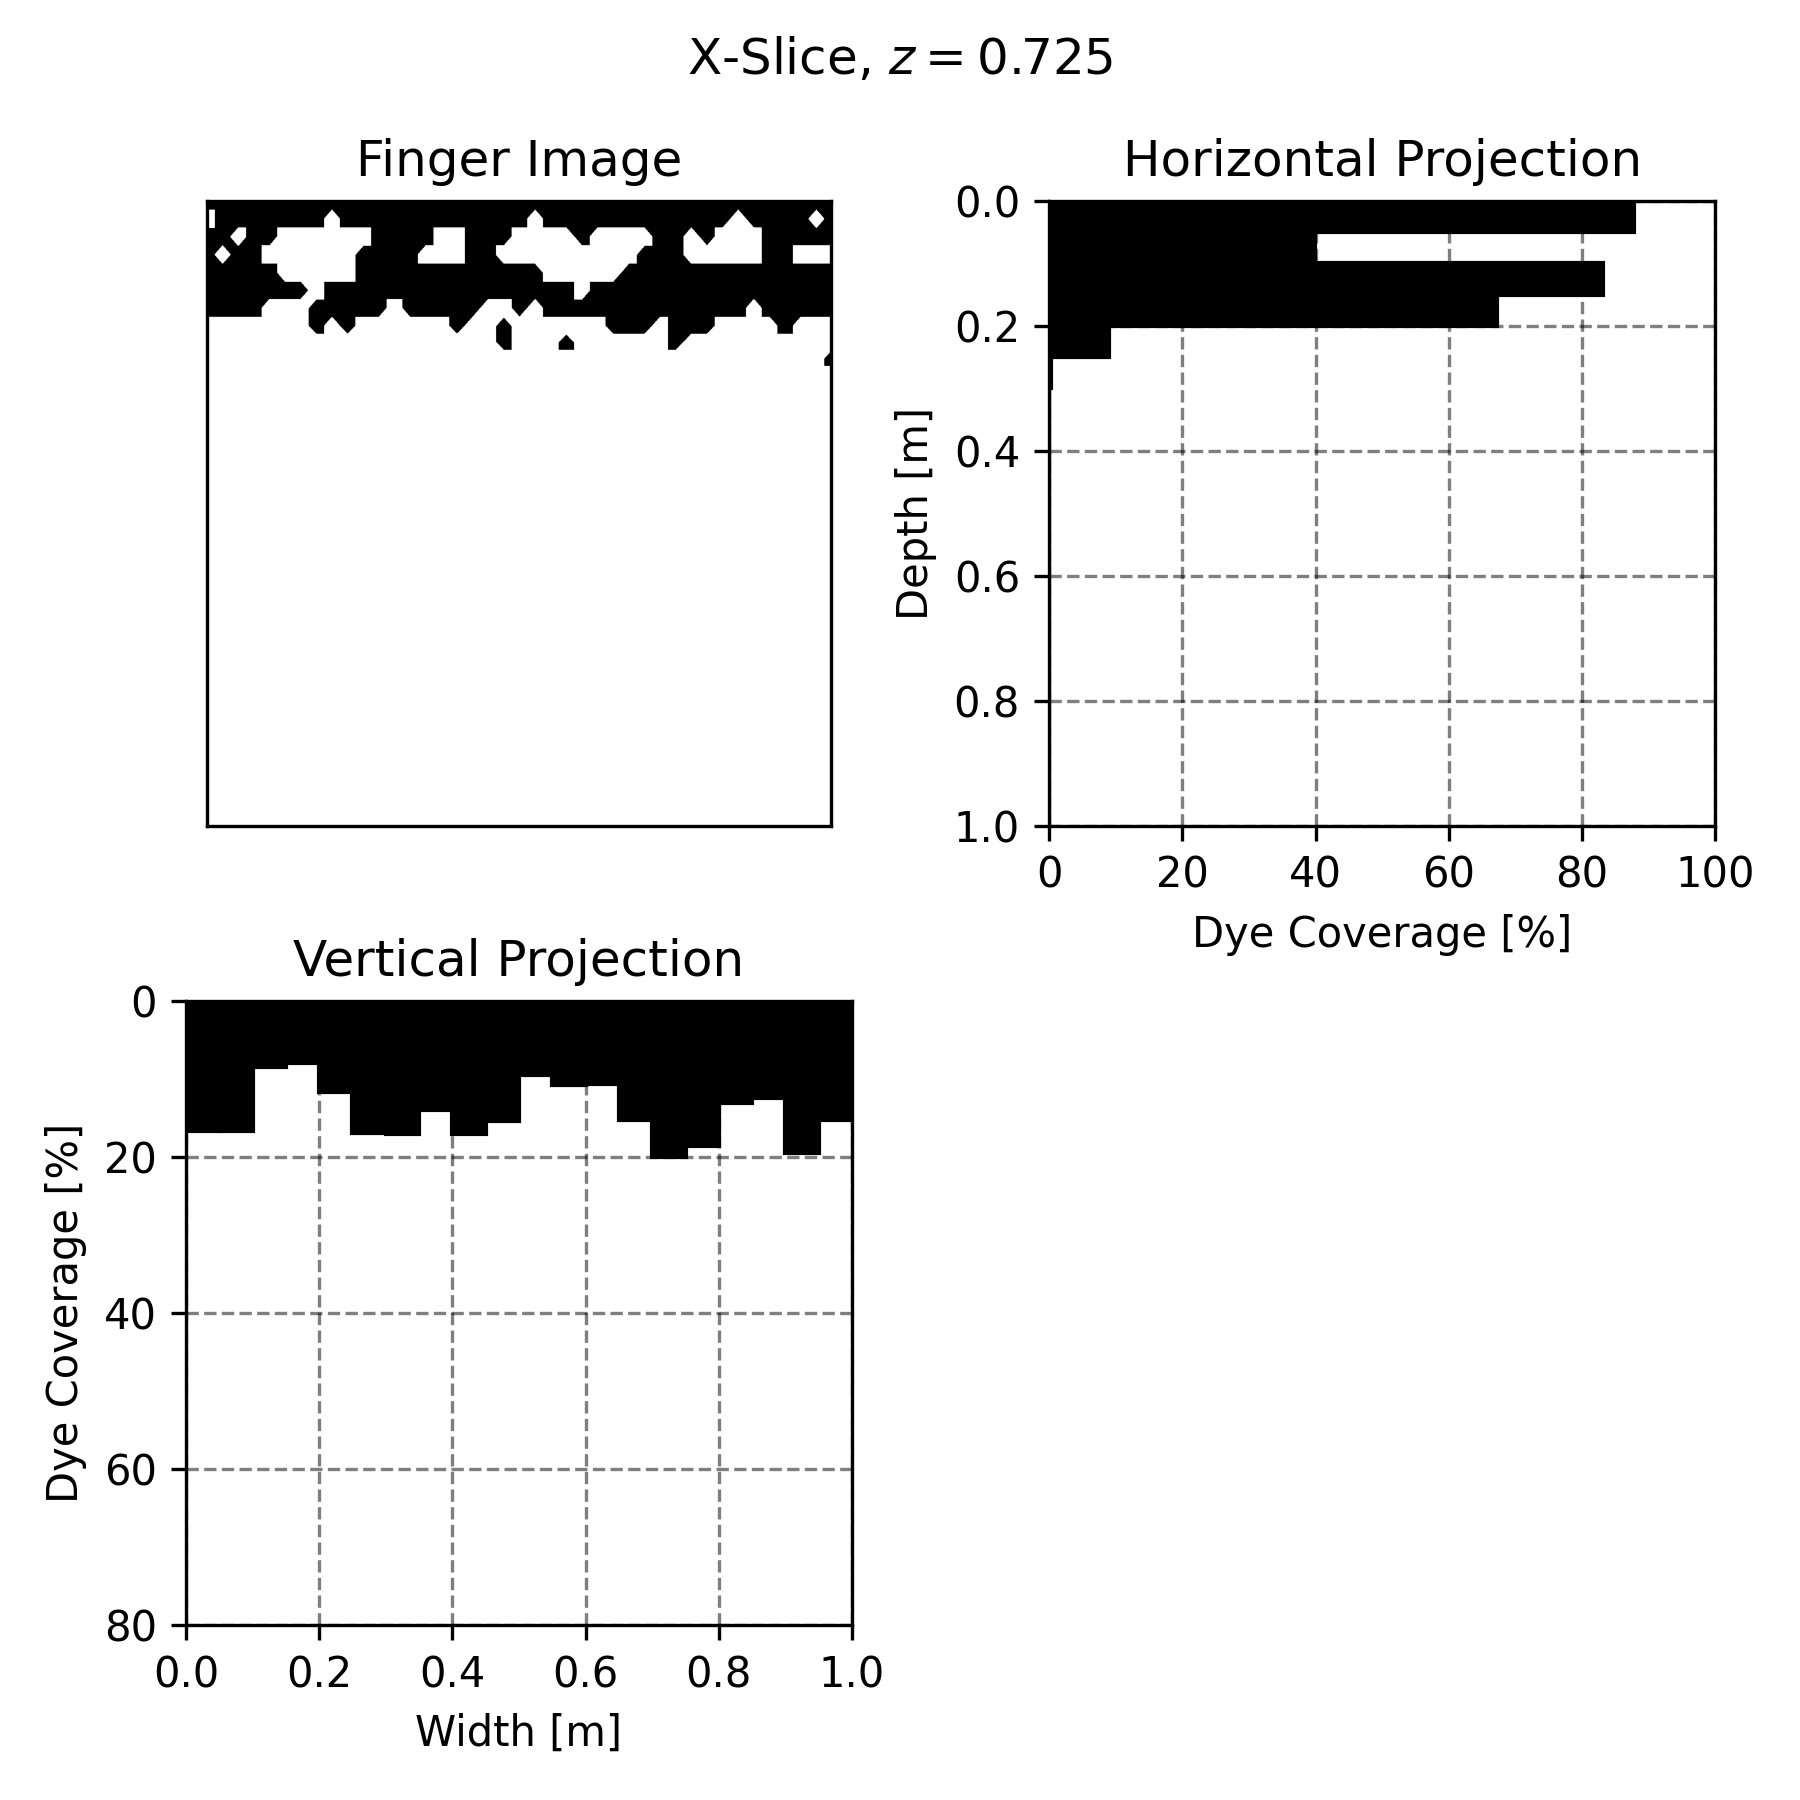 X-Slice, z = 0.725
Finger Image
Horizontal Projection
0.0
0.2
0.4
0.6
0.8
1.0
Depth [m]
0 20 40 60 80 100
Dye Coverage [%]
Vertical Projection
0
20
40
60
80
Dye Coverage [%]
0.0 0.2 0.4 0.6 0.8 1.0
Width [m]